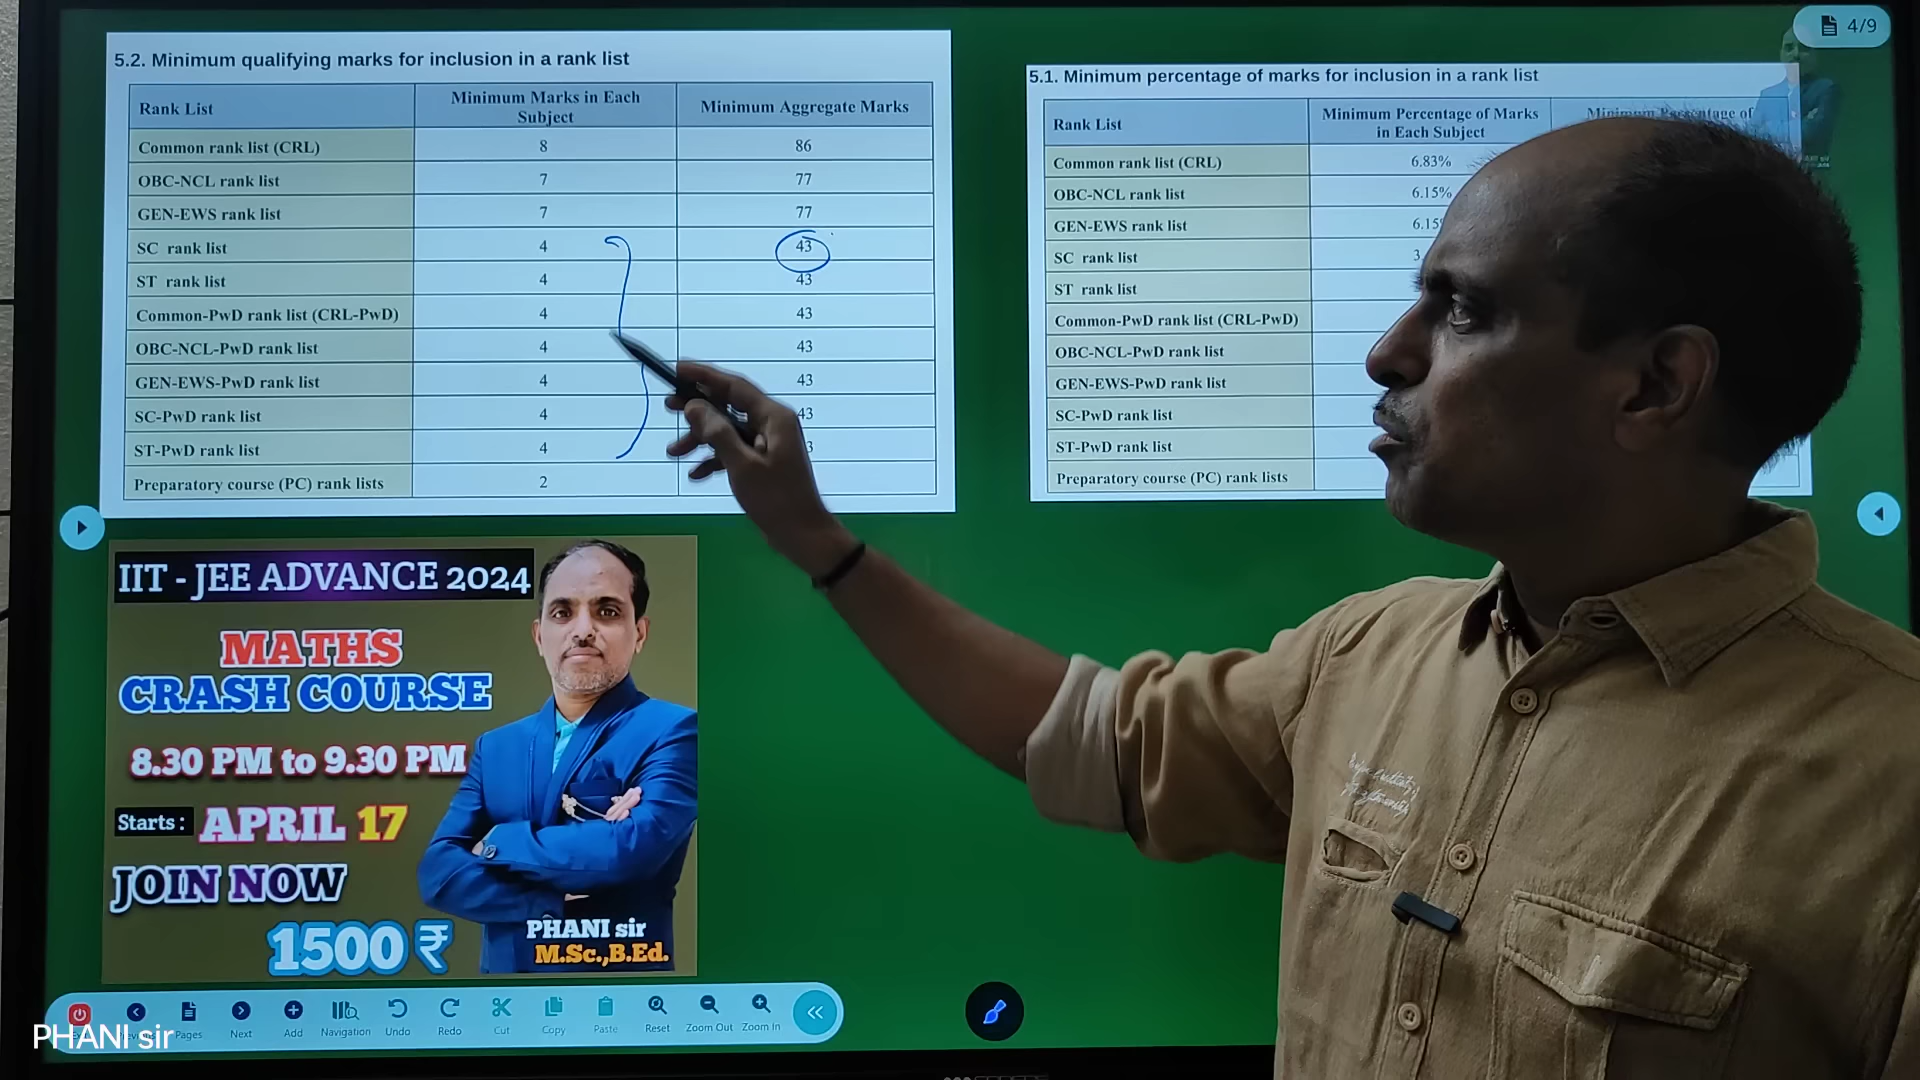 4/9
5.2. Minimum qualifying marks for inclusion in a rank list
Rank List Minimum Marks in Each Subject Minimum Aggregate Marks
Common rank list (CRL) 8 86
OBC-NCL rank list 7 77
GEN-EWS rank list 7 77
SC rank list 4 43
ST rank list 4 43
Common-PwD rank list (CRL-PwD) 4 43
OBC-NCL-PwD rank list 4 43
GEN-EWS-PwD rank list 4 43
SC-PwD rank list 4 43
ST-PwD rank list 4 3
Preparatory course (PC) rank lists 2
5.1. Minimum percentage of marks for inclusion in a rank list
Rank List Minimum Percentage of Marks in Each Subject Minimum Percentage of
Common rank list (CRL) 6.83%
OBC-NCL rank list 6.15%
GEN-EWS rank list 6.15
SC rank list 3.
ST rank list
Common-PwD rank list (CRL-PwD)
OBC-NCL-PwD rank list
GEN-EWS-PwD rank list
SC-PwD rank list
ST-PwD rank list
Preparatory course (PC) rank lists
IIT - JEE ADVANCE 2024
MATHS
CRASH COURSE
8.30 PM to 9.30 PM
Starts : APRIL 17
JOIN NOW
1500 ₹
PHANI sir
M.Sc.,B.Ed.
Pages Next Add Navigation Undo Redo Cut Copy Paste Reset Zoom Out Zoom In
PHANI sir